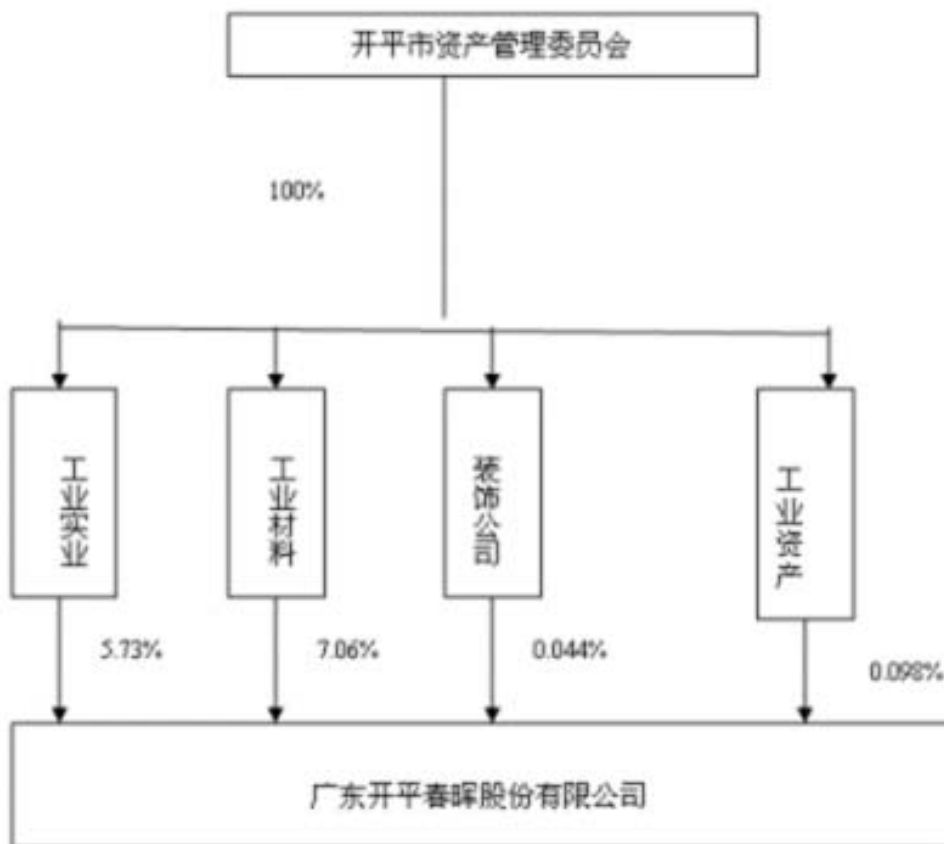 开平市资产管理委员会
100%
工业实业
工业材料
装饰公司
工业资产
5.73%
7.06%
0.044%
0.098%
广东开平春晖股份有限公司